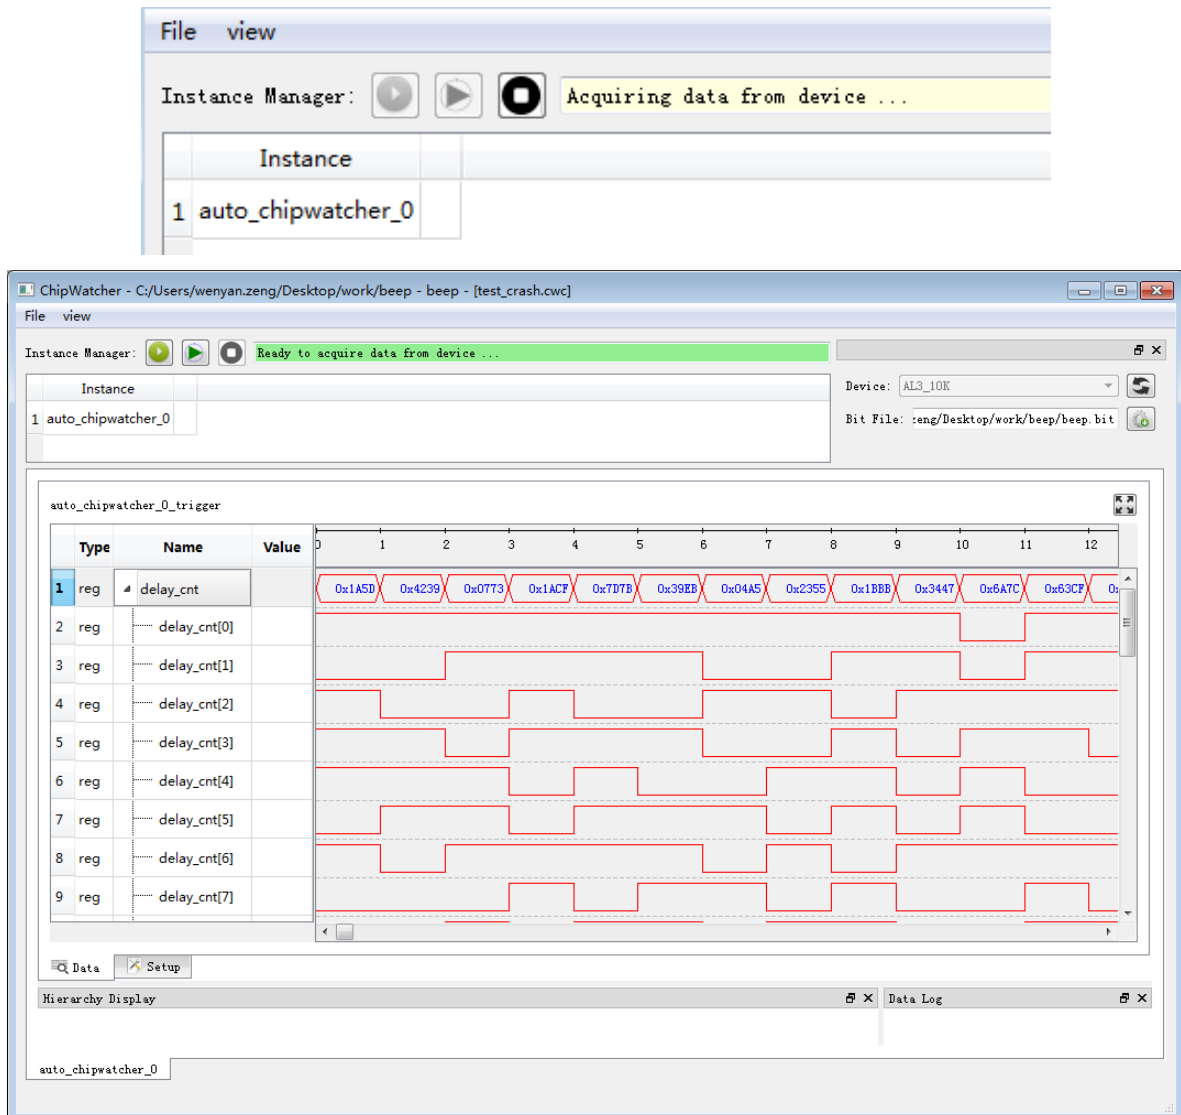 File view
Instance Manager: Acquiring data from device ...
Instance
1 auto_chipwatcher_0
ChipWatcher - C:/Users/wenyan.zeng/Desktop/work/beep - beep - [test_crash.cwc]
File view
Instance Manager: Ready to acquire data from device ...
Instance
1 auto_chipwatcher_0
Device: AL3_10K
Bit File: :eng/Desktop/work/beep/beep.bit
auto_chipwatcher_0_trigger
Type Name Value 0 1 2 3 4 5 6 7 8 9 10 11 12
1 reg delay_cnt 0x1A5D 0x4239 0x0773 0x1ACF 0x7D7B 0x39EB 0x04A5 0x2355 0x1BBB 0x3447 0x6A7C 0x63CF 0:
2 reg delay_cnt[0]
3 reg delay_cnt[1]
4 reg delay_cnt[2]
5 reg delay_cnt[3]
6 reg delay_cnt[4]
7 reg delay_cnt[5]
8 reg delay_cnt[6]
9 reg delay_cnt[7]
Data Setup
Hierarchy Display Data Log
auto_chipwatcher_0